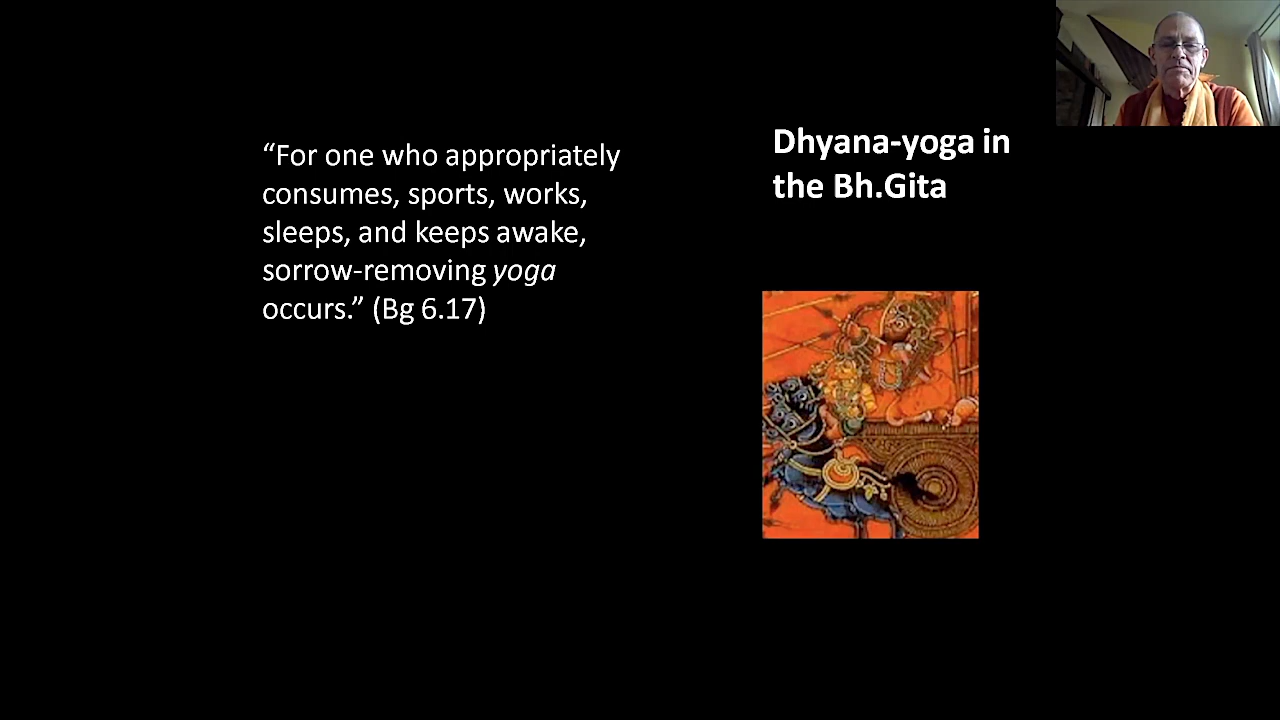 “For one who appropriately
consumes, sports, works,
sleeps, and keeps awake,
sorrow-removing yoga
occurs.” (Bg 6.17)
Dhyana-yoga in
the Bh.Gita